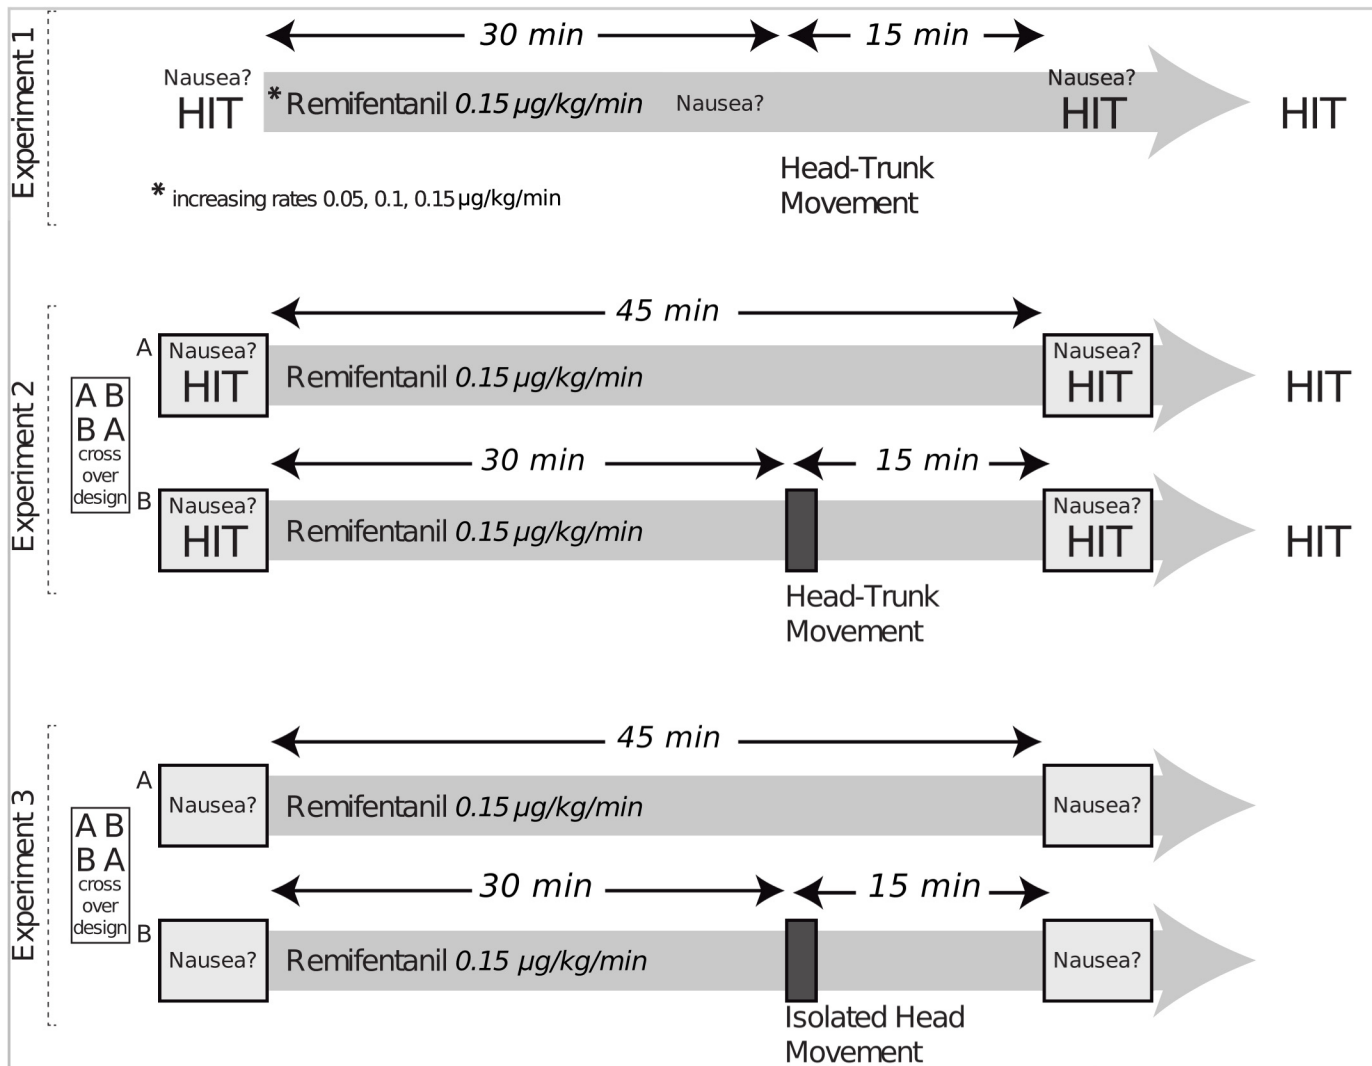 Experiment 1
30 min
15 min
Nausea?
HIT
* Remifentanil 0.15 µg/kg/min
Nausea?
Nausea?
HIT
HIT
Head-Trunk
Movement
* increasing rates 0.05, 0.1, 0.15 µg/kg/min
Experiment 2
A B
B A
cross
over
design
45 min
A
Nausea?
HIT
Remifentanil 0.15 µg/kg/min
Nausea?
HIT
HIT
30 min
15 min
B
Nausea?
HIT
Remifentanil 0.15 µg/kg/min
Nausea?
HIT
HIT
Head-Trunk
Movement
Experiment 3
A B
B A
cross
over
design
45 min
A
Nausea?
Remifentanil 0.15 µg/kg/min
Nausea?
30 min
15 min
B
Nausea?
Remifentanil 0.15 µg/kg/min
Nausea?
Isolated Head
Movement